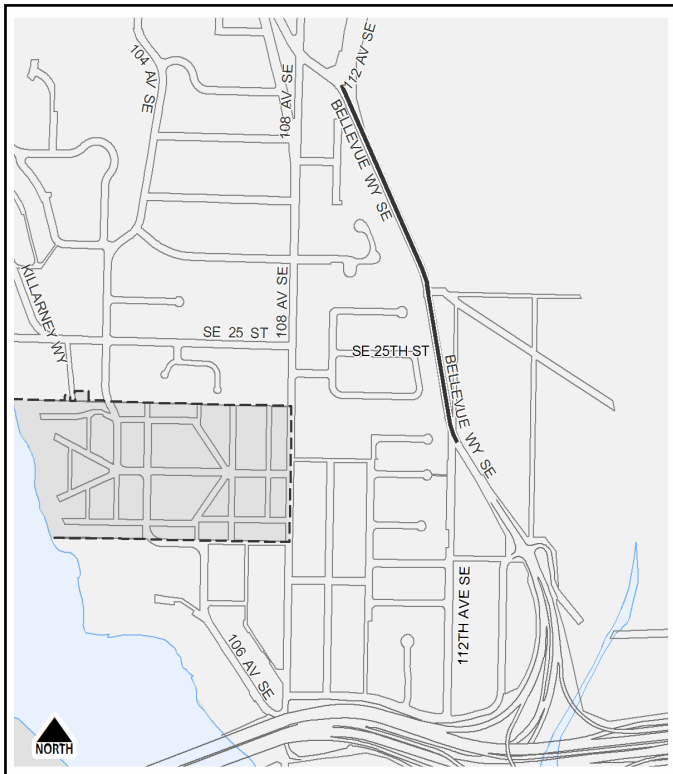 112 AV SE
104 AV SE
108 AV SE
BELLEVUE WY SE
KILLARNEY WY
108 AV SE
SE 25 ST
SE 25TH ST
BELLEVUE WY SE
112TH AVE SE
106 AV SE
NORTH